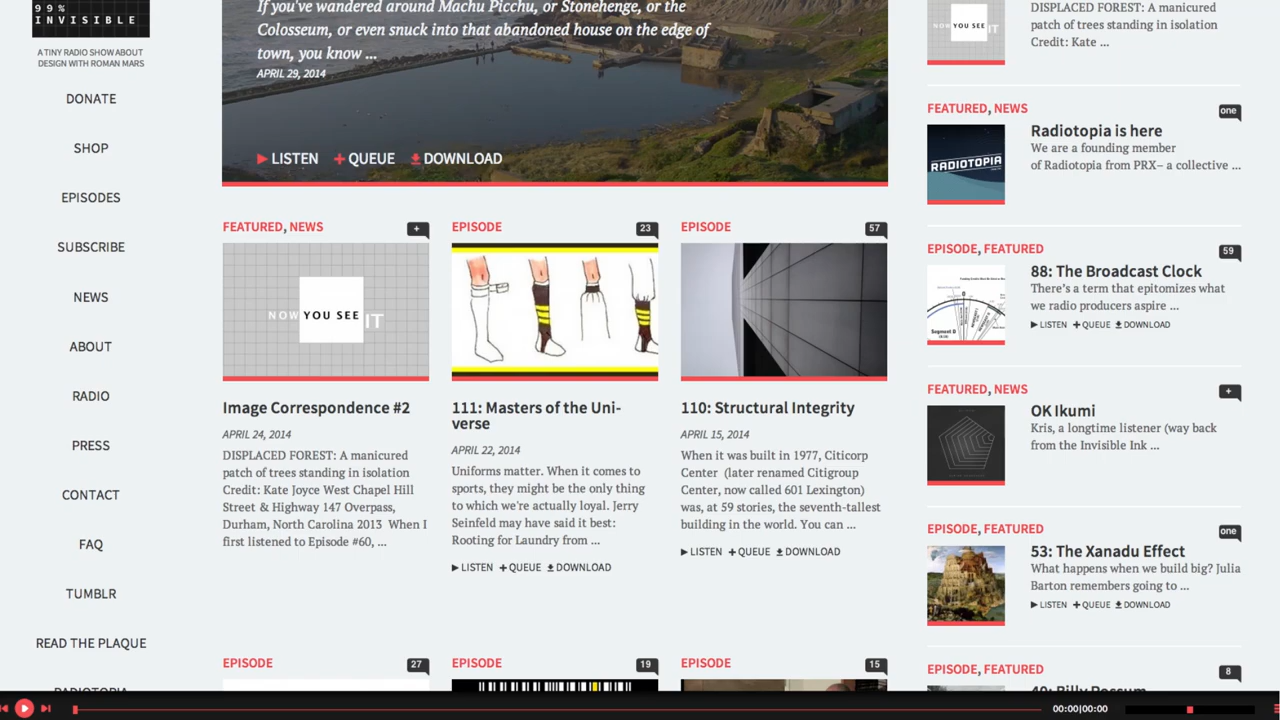 99%
INVISIBLE
A TINY RADIO SHOW ABOUT
DESIGN WITH ROMAN MARS
DONATE
SHOP
EPISODES
SUBSCRIBE
NEWS
ABOUT
RADIO
PRESS
CONTACT
FAQ
TUMBLR
READ THE PLAQUE
RADIOTOPIA
If you've wandered around Machu Picchu, or Stonehenge, or the
Colosseum, or even snuck into that abandoned house on the edge of
town, you know ...
APRIL 29, 2014
LISTEN QUEUE DOWNLOAD
FEATURED, NEWS
+
NOW YOU SEE IT
Image Correspondence #2
APRIL 24, 2014
DISPLACED FOREST: A manicured
patch of trees standing in isolation
Credit: Kate Joyce West Chapel Hill
Street & Highway 147 Overpass,
Durham, North Carolina 2013 When I
first listened to Episode #60, ...
EPISODE
23
111: Masters of the Uni-
verse
APRIL 22, 2014
Uniforms matter. When it comes to
sports, they might be the only thing
to which we're actually loyal. Jerry
Seinfeld may have said it best:
Rooting for Laundry from ...
LISTEN QUEUE DOWNLOAD
EPISODE
57
110: Structural Integrity
APRIL 15, 2014
When it was built in 1977, Citicorp
Center (later renamed Citigroup
Center, now called 601 Lexington)
was, at 59 stories, the seventh-tallest
building in the world. You can ...
LISTEN QUEUE DOWNLOAD
EPISODE
27
EPISODE
19
EPISODE
15
NOW YOU SEE IT
DISPLACED FOREST: A manicured
patch of trees standing in isolation
Credit: Kate ...
FEATURED, NEWS
one
RADIOTOPIA
Radiotopia is here
We are a founding member
of Radiotopia from PRX– a collective ...
EPISODE, FEATURED
59
Segment D
88: The Broadcast Clock
There's a term that epitomizes what
we radio producers aspire ...
LISTEN QUEUE DOWNLOAD
FEATURED, NEWS
+
OK Ikumi
Kris, a longtime listener (way back
from the Invisible Ink ...
EPISODE, FEATURED
one
53: The Xanadu Effect
What happens when we build big? Julia
Barton remembers going to ...
LISTEN QUEUE DOWNLOAD
EPISODE, FEATURED
8
40: Billy Possum
00:00|00:00